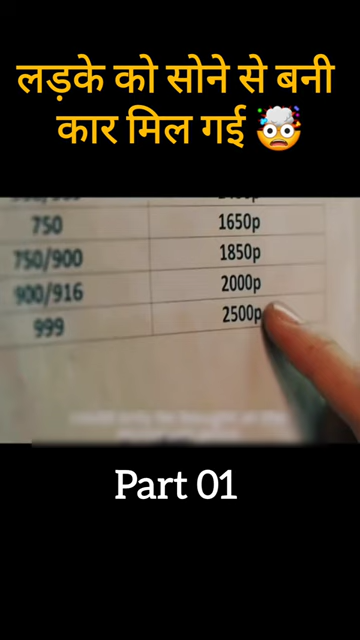 लड़के को सोने से बनी
कार मिल गई 🤯
750 1650p
750/900 1850p
900/916 2000p
999 2500p
Part 01